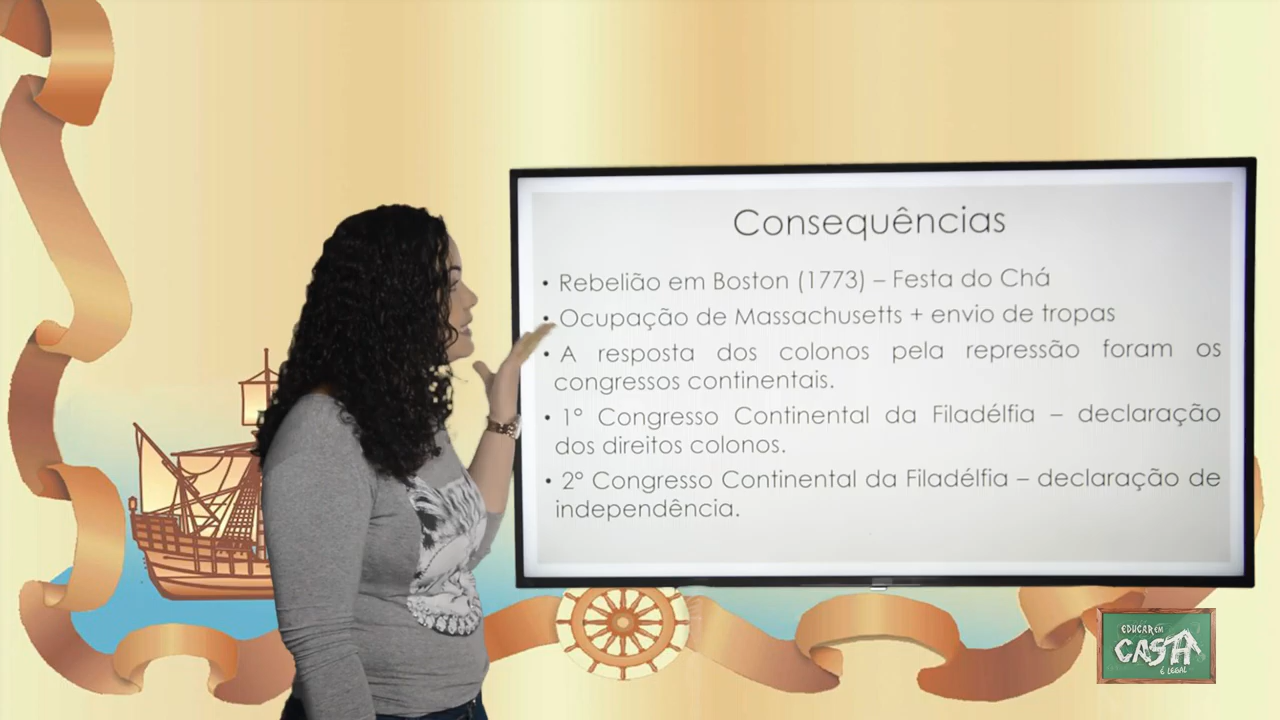 Consequências
• Rebelião em Boston (1773) – Festa do Chá
• Ocupação de Massachusetts + envio de tropas
• A resposta dos colonos pela repressão foram os
congressos continentais.
• 1º Congresso Continental da Filadélfia – declaração
dos direitos colonos.
• 2º Congresso Continental da Filadélfia – declaração de
independência.
EDUCAR EM
CASA
É LEGAL